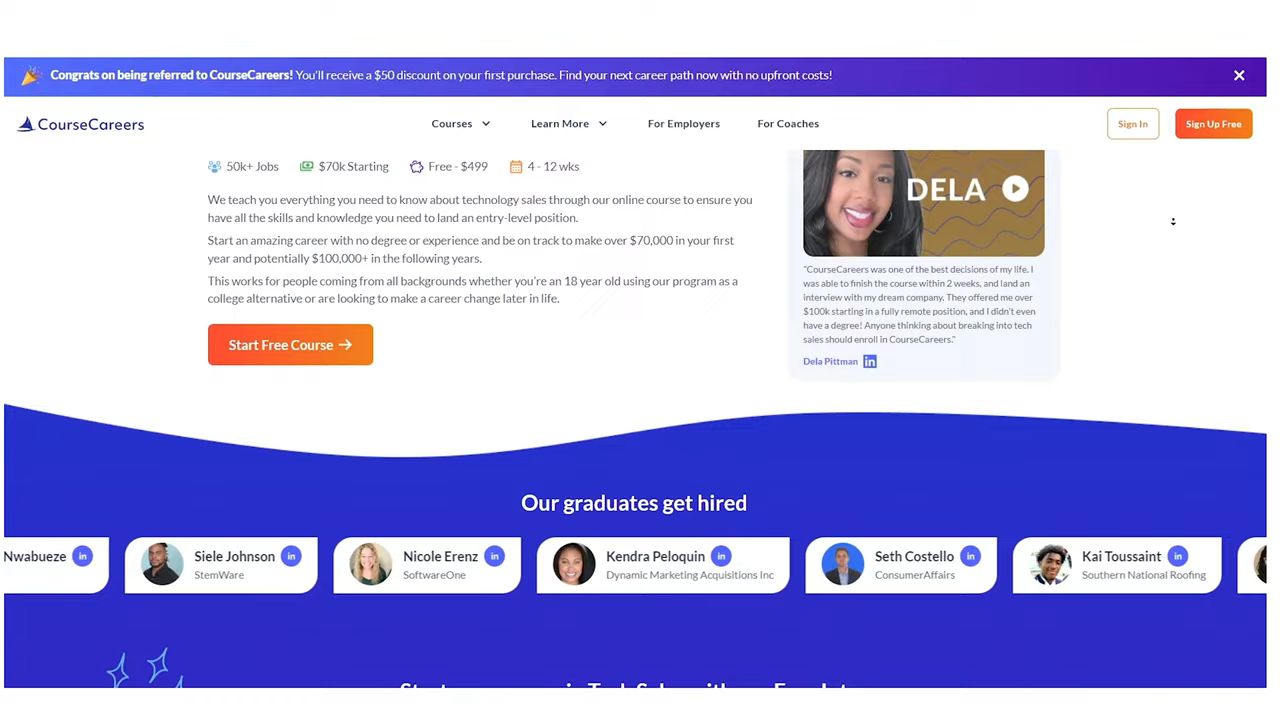 Congrats on being referred to CourseCareers! You'll receive a $50 discount on your first purchase. Find your next career path now with no upfront costs!
CourseCareers
Courses
Learn More
For Employers
For Coaches
Sign In
Sign Up Free
50k+ Jobs
$70k Starting
Free - $499
4 - 12 wks
We teach you everything you need to know about technology sales through our online course to ensure you
have all the skills and knowledge you need to land an entry-level position.
Start an amazing career with no degree or experience and be on track to make over $70,000 in your first
year and potentially $100,000+ in the following years.
This works for people coming from all backgrounds whether you're an 18 year old using our program as a
college alternative or are looking to make a career change later in life.
Start Free Course
DELA
"CourseCareers was one of the best decisions of my life. I
was able to finish the course within 2 weeks, and land an
interview with my dream company. They offered me over
$100k starting in a fully remote position, and I didn't even
have a degree! Anyone thinking about breaking into tech
sales should enroll in CourseCareers."
Dela Pittman in
Our graduates get hired
Nwabueze in
Siele Johnson in
StemWare
Nicole Erenz in
SoftwareOne
Kendra Peloquin in
Dynamic Marketing Acquisitions Inc
Seth Costello in
ConsumerAffairs
Kai Toussaint in
Southern National Roofing